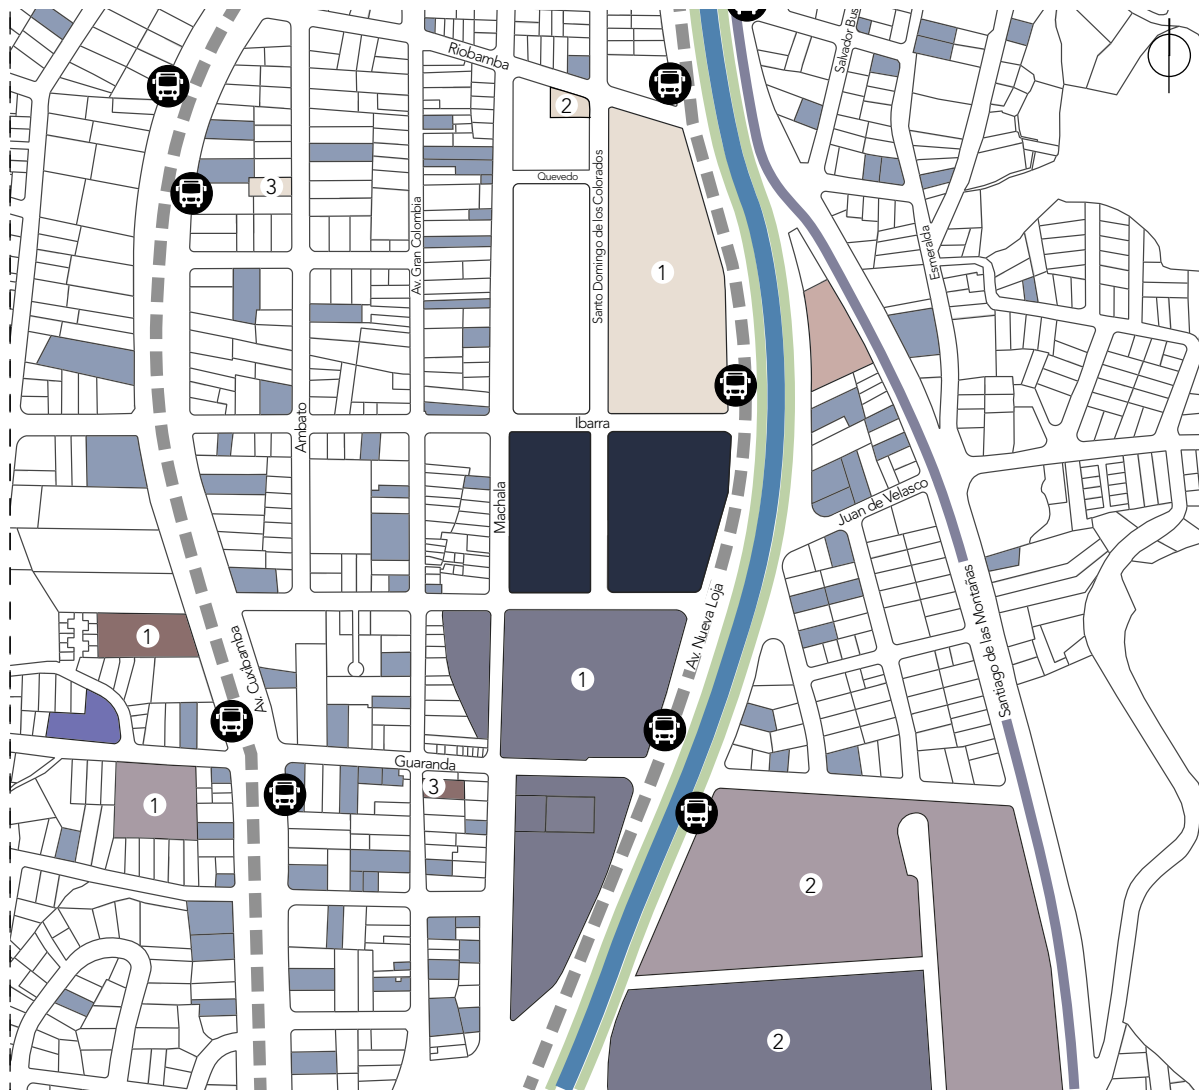 Riobamba
Salvador Bus
2
Quevedo
3
Santo Domingo de los Colorados
Av. Gran Colombia
Esmeralda
1
Ambato
Ibarra
Machala
Juan de Velasco
Av. Nueva Loja
Santiago de las Montañas
1
Av. Cuxibamba
1
Guaranda
3
1
2
2